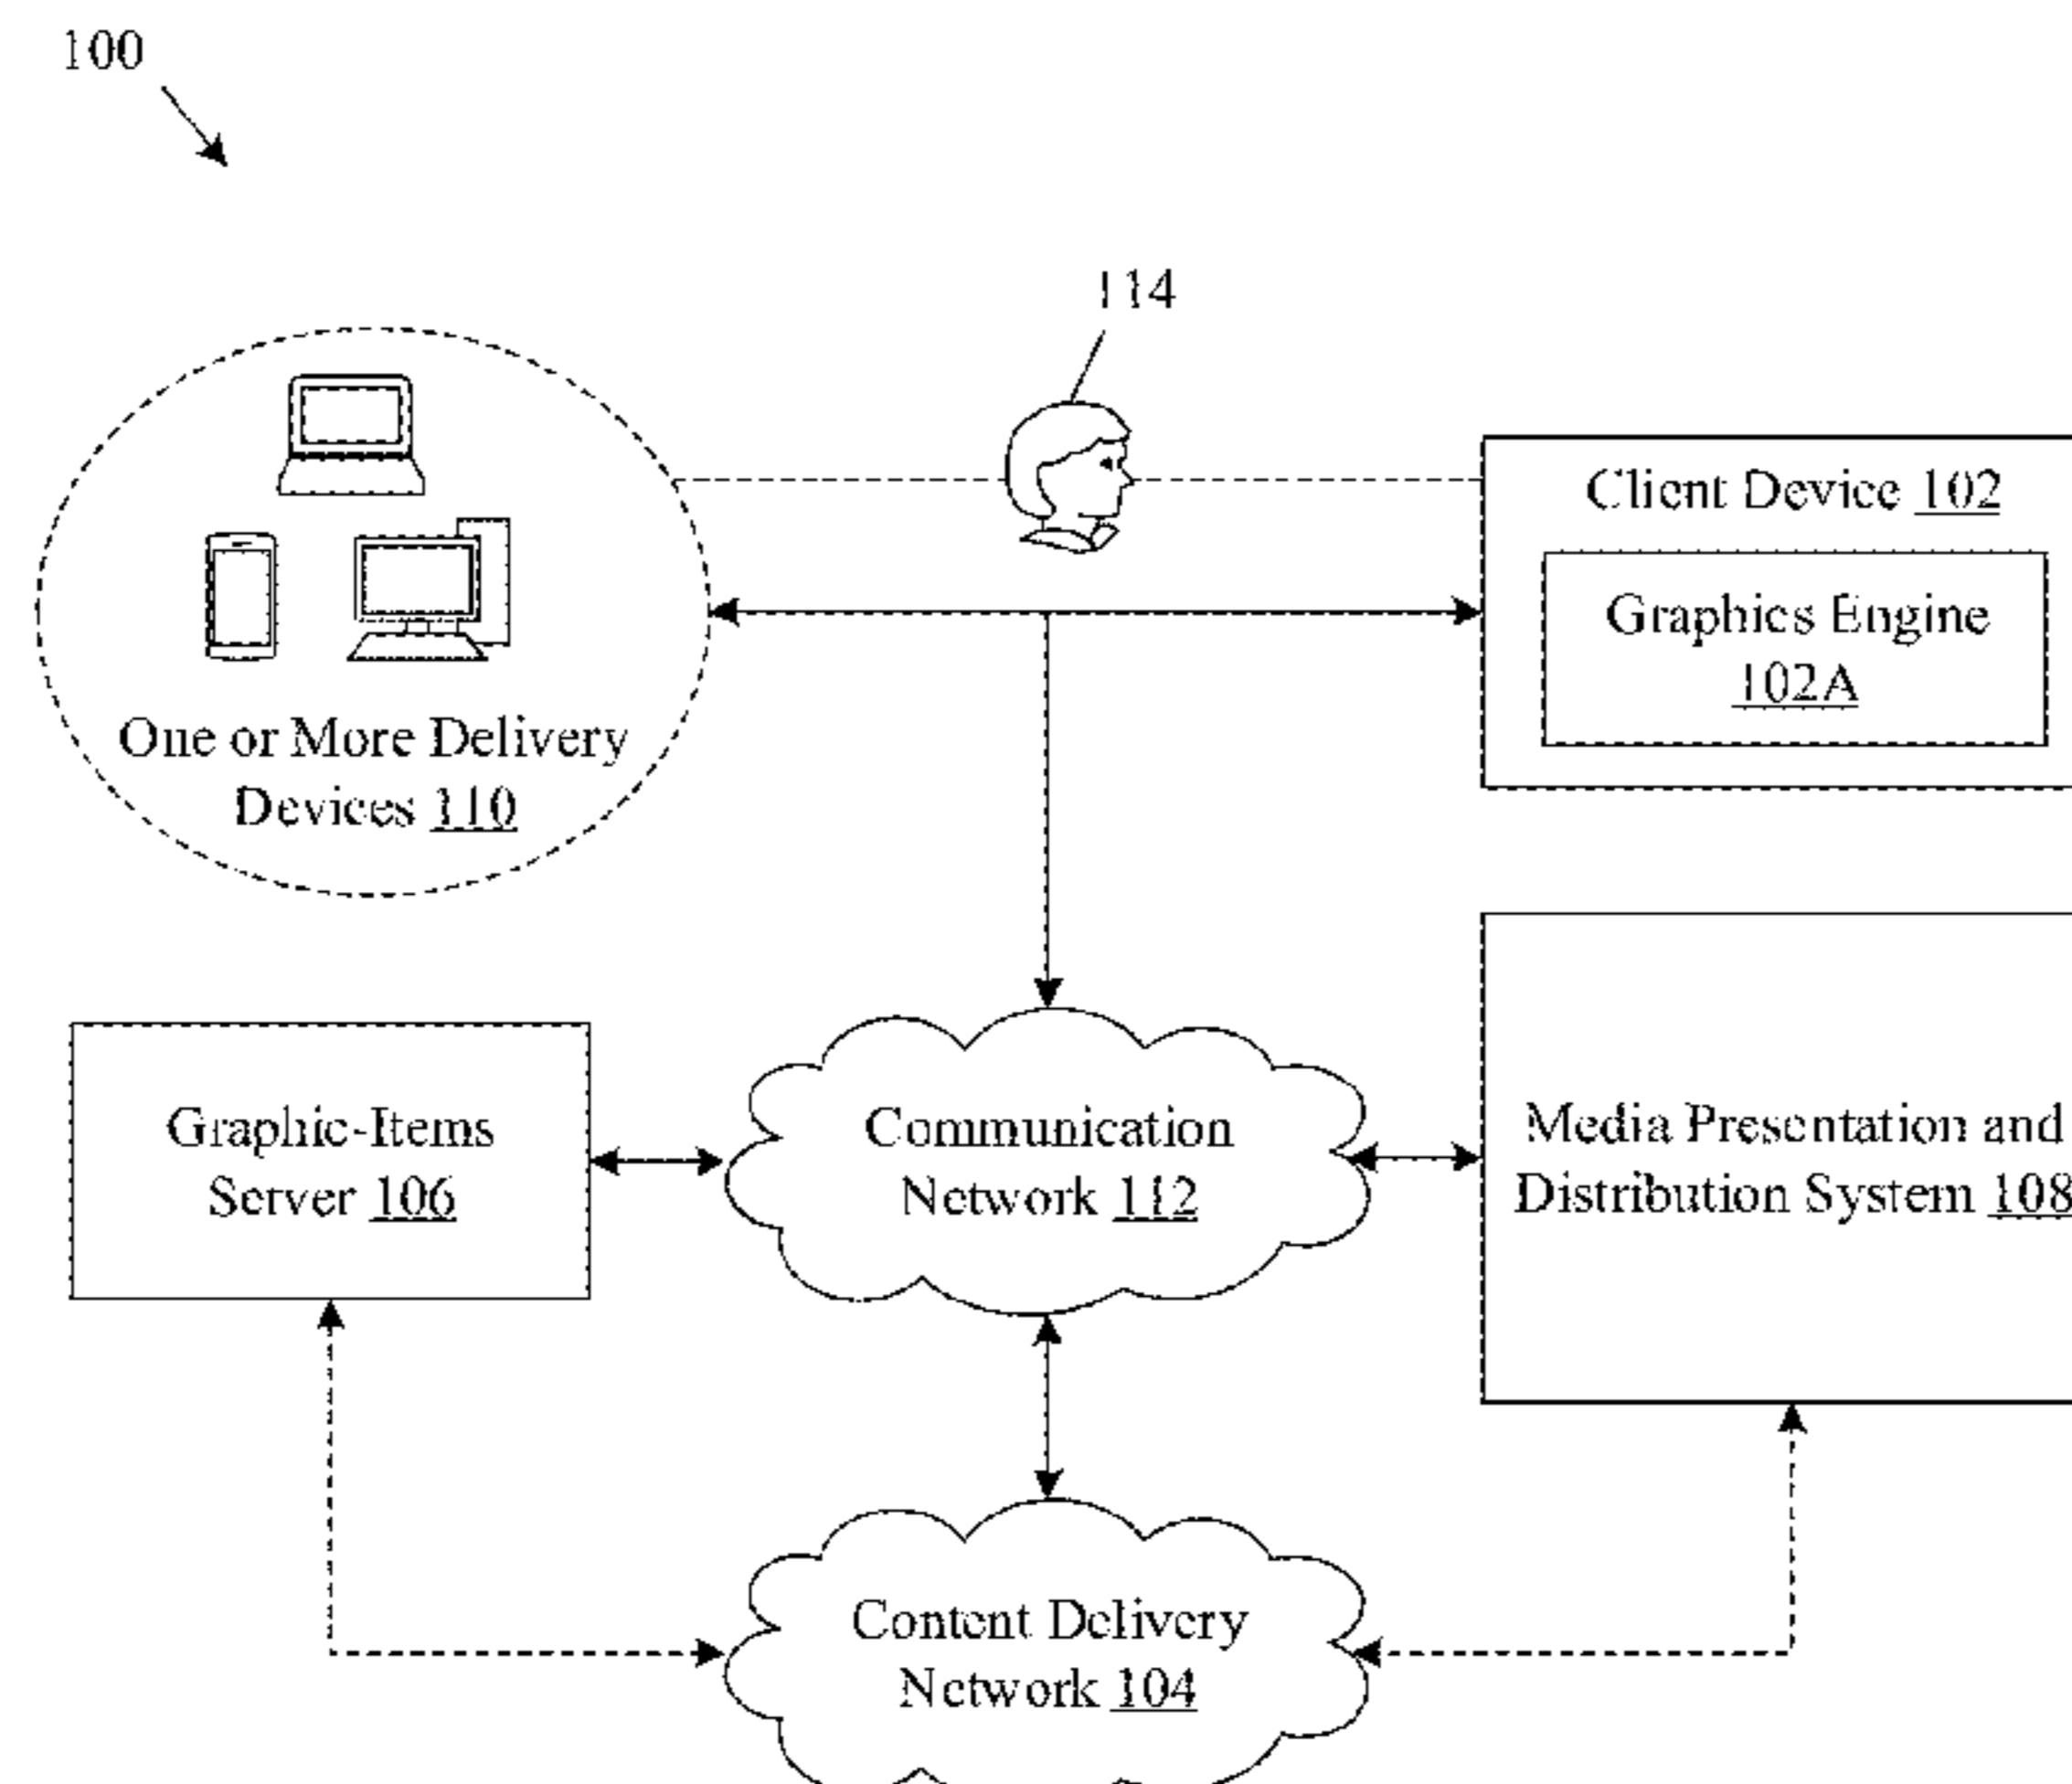 100
114
Client Device 102
Graphics Engine
102A
One or More Delivery
Devices 110
Graphic-Items
Server 106
Communication
Network 112
Media Presentation and
Distribution System 108
Content Delivery
Network 104